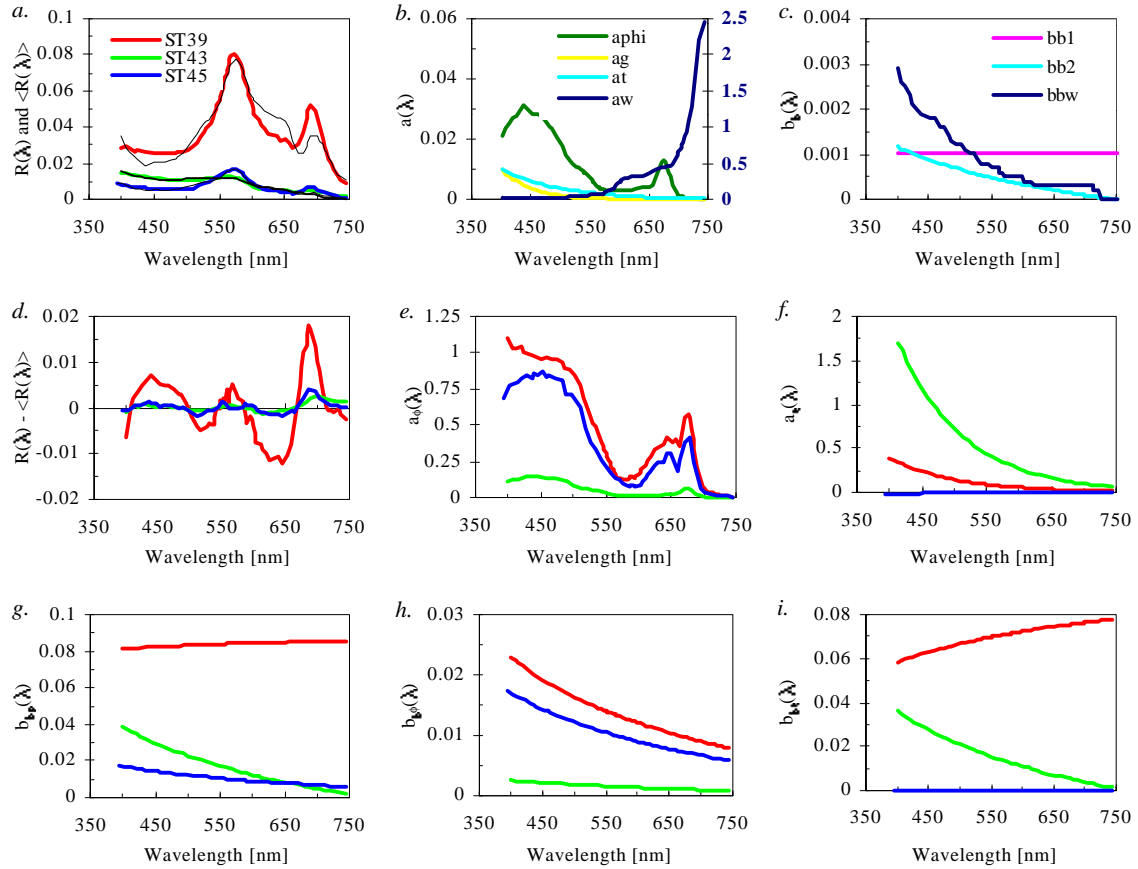 a.
b.
c.
R(λ) and <R(λ)>
0.1
0.08
0.06
0.04
0.02
0
ST39
ST43
ST45
350 450 550 650 750
Wavelength [nm]
a(λ)
0.06
0.04
0.02
0
aphi
ag
at
aw
2.5
2
1.5
1
0.5
0
350 450 550 650 750
Wavelength [nm]
b_b(λ)
0.004
0.003
0.002
0.001
0
bb1
bb2
bbw
350 450 550 650 750
Wavelength [nm]
d.
e.
f.
R(λ) - <R(λ)>
0.02
0.01
0
-0.01
-0.02
350 450 550 650 750
Wavelength [nm]
a_ϕ(λ)
1.25
1
0.75
0.5
0.25
0
350 450 550 650 750
Wavelength [nm]
a_t(λ)
2
1.5
1
0.5
0
350 450 550 650 750
Wavelength [nm]
g.
h.
i.
b_bp(λ)
0.1
0.08
0.06
0.04
0.02
0
350 450 550 650 750
Wavelength [nm]
b_bϕ(λ)
0.03
0.02
0.01
0
350 450 550 650 750
Wavelength [nm]
b_bt(λ)
0.08
0.06
0.04
0.02
0
350 450 550 650 750
Wavelength [nm]